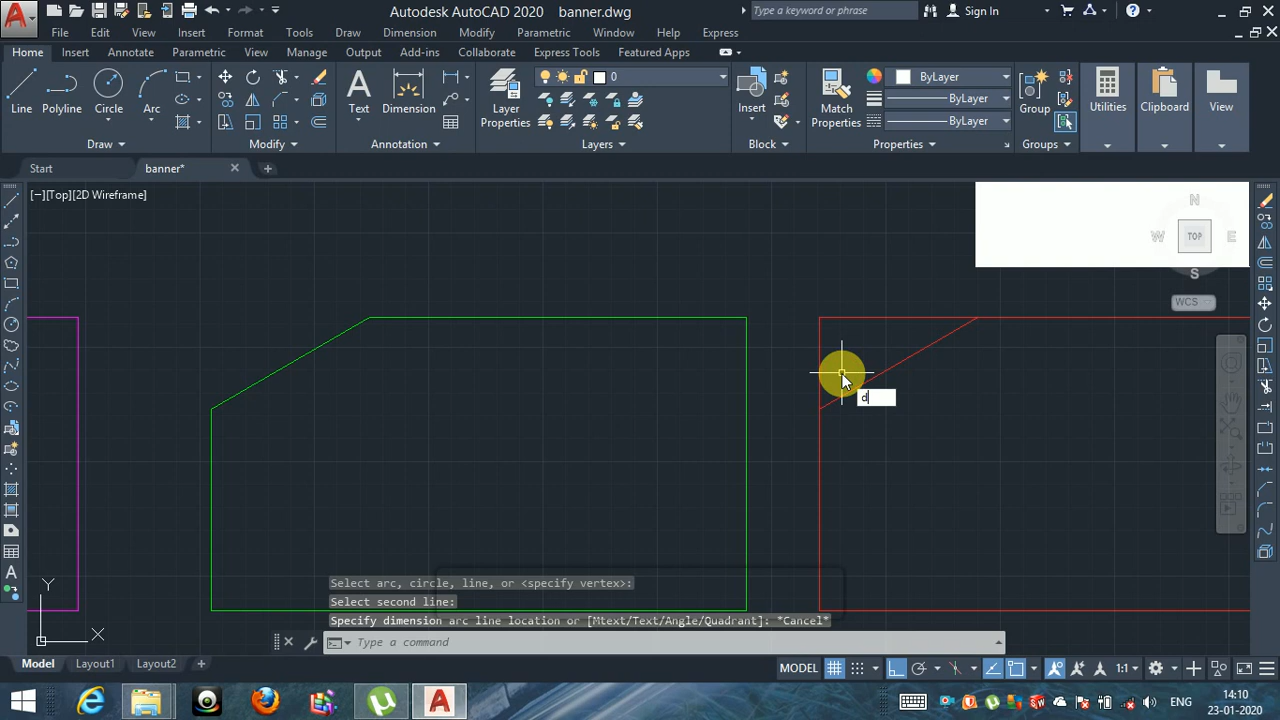 Autodesk AutoCAD 2020 banner.dwg
Type a keyword or phrase
Sign In
File Edit View Insert Format Tools Draw Dimension Modify Parametric Window Help Express
Home Insert Annotate Parametric View Manage Output Add-ins Collaborate Express Tools Featured Apps
0
ByLayer
ByLayer
ByLayer
Line Polyline Circle Arc
Text Dimension
Layer Properties
Insert
Match Properties
Group Utilities Clipboard View
Draw Modify Annotation Layers Block Properties Groups
Start banner*
[−][Top][2D Wireframe]
N
W TOP E
S
WCS
d
Select arc, circle, line, or <specify vertex>:
Select second line:
Specify dimension arc line location or [Mtext/Text/Angle/Quadrant]: *Cancel*
Y
X
Type a command
Model Layout1 Layout2
MODEL 1:1
ENG
14:10
23-01-2020